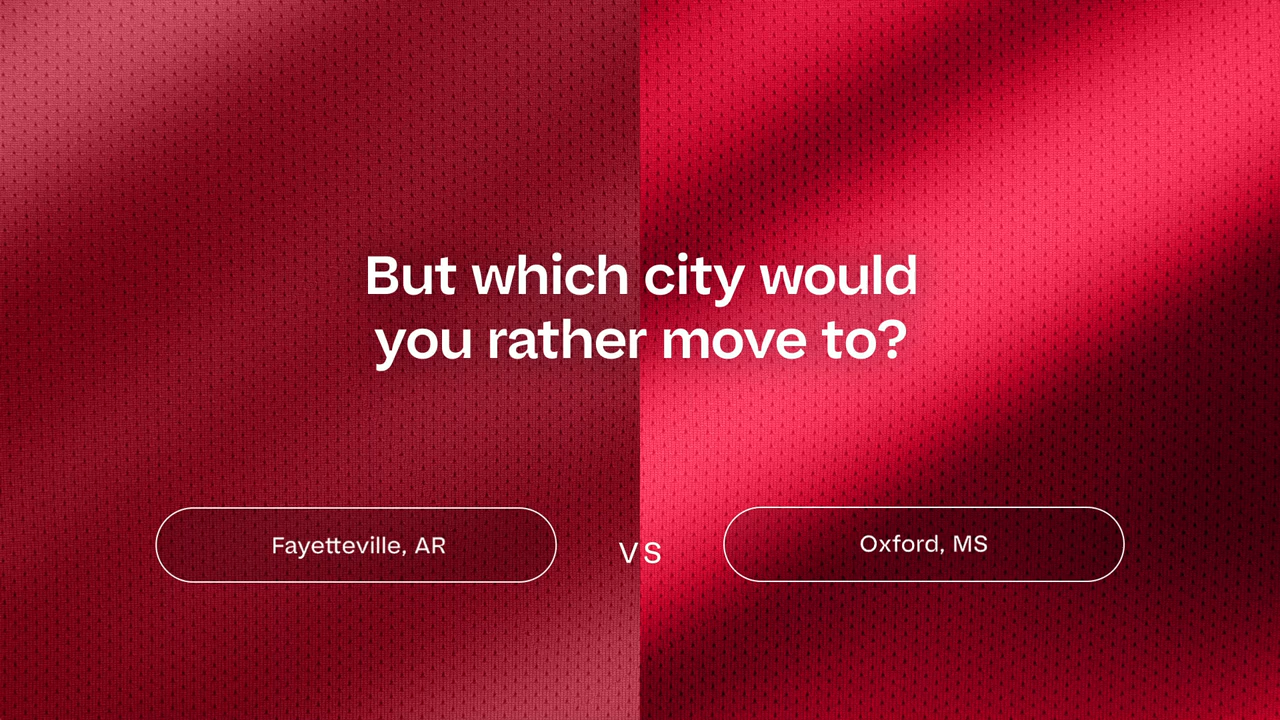 But which city would
you rather move to?
Fayetteville, AR
VS
Oxford, MS